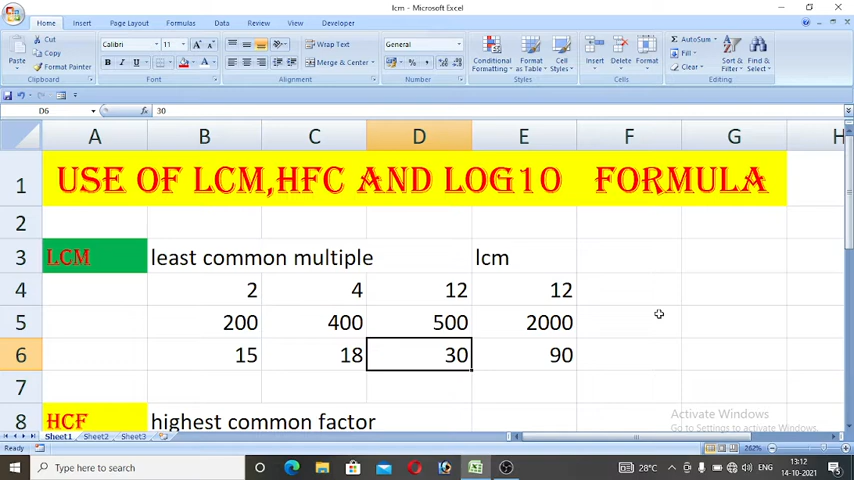 lcm - Microsoft Excel
Home Insert Page Layout Formulas Data Review View Developer
Paste Cut Copy Format Painter Clipboard
Calibri 11 A A B I U A Font
Wrap Text Merge & Center Alignment
General % , Number
Conditional Formatting Format as Table Cell Styles Styles
Insert Delete Format Cells
Σ AutoSum Fill Clear Sort & Filter Find & Select Editing
D6 fx 30
A B C D E F G H
1 USE OF LCM,HFC AND LOG10 FORMULA
2
3 LCM least common multiple lcm
4 2 4 12 12
5 200 400 500 2000
6 15 18 30 90
7
8 HCF highest common factor
Activate Windows
Go to Settings to activate Windows.
Sheet1 Sheet2 Sheet3
Ready 262%
Type here to search 28°C ENG 13:12 14-10-2021 5